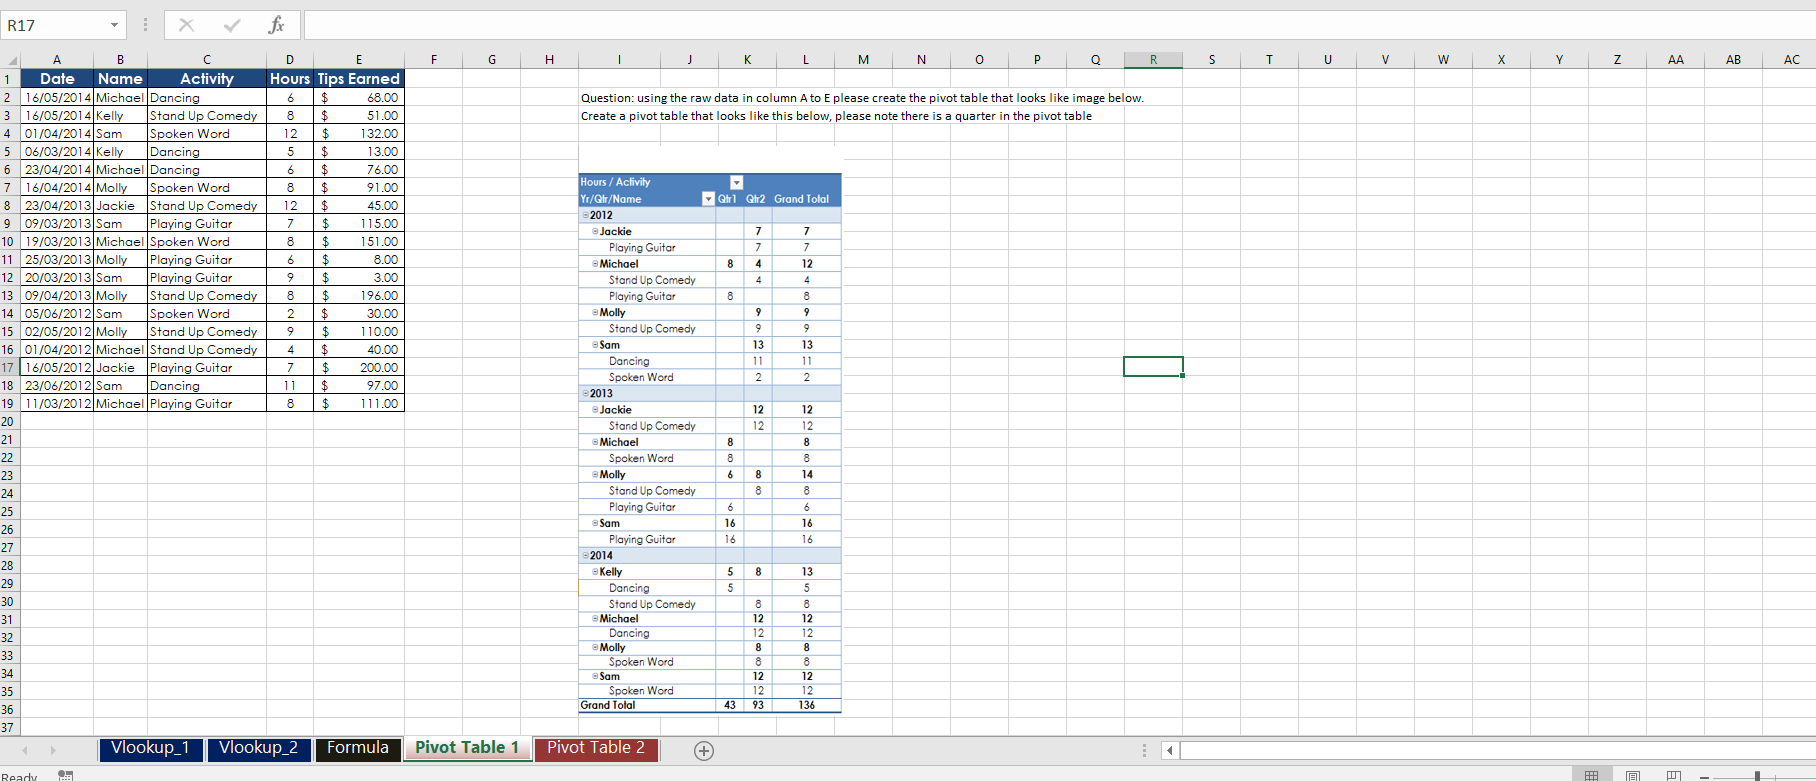 R17
fx
A B C D E F G H I J K L M N O P Q R S T U V W X Y Z AA AB AC
1 Date Name Activity Hours Tips Earned
2 16/05/2014 Michael Dancing 6 $ 68.00
3 16/05/2014 Kelly Stand Up Comedy 8 $ 51.00
4 01/04/2014 Sam Spoken Word 12 $ 132.00
5 06/03/2014 Kelly Dancing 5 $ 13.00
6 23/04/2014 Michael Dancing 6 $ 76.00
7 16/04/2014 Molly Spoken Word 8 $ 91.00
8 23/04/2013 Jackie Stand Up Comedy 12 $ 45.00
9 09/03/2013 Sam Playing Guitar 7 $ 115.00
10 19/03/2013 Michael Spoken Word 8 $ 151.00
11 25/03/2013 Molly Playing Guitar 6 $ 8.00
12 20/03/2013 Sam Playing Guitar 9 $ 3.00
13 09/04/2013 Molly Stand Up Comedy 8 $ 196.00
14 05/06/2012 Sam Spoken Word 2 $ 30.00
15 02/05/2012 Molly Stand Up Comedy 9 $ 110.00
16 01/04/2012 Michael Stand Up Comedy 4 $ 40.00
17 16/05/2012 Jackie Playing Guitar 7 $ 200.00
18 23/06/2012 Sam Dancing 11 $ 97.00
19 11/03/2012 Michael Playing Guitar 8 $ 111.00
20
21
22
23
24
25
26
27
28
29
30
31
32
33
34
35
36
37
Question: using the raw data in column A to E please create the pivot table that looks like image below.
Create a pivot table that looks like this below, please note there is a quarter in the pivot table
Hours / Activity
Yr/Qtr/Name Qtr1 Qtr2 Grand Total
2012
Jackie 7 7
Playing Guitar 7 7
Michael 8 4 12
Stand Up Comedy 4 4
Playing Guitar 8 8
Molly 9 9
Stand Up Comedy 9 9
Sam 13 13
Dancing 11 11
Spoken Word 2 2
2013
Jackie 12 12
Stand Up Comedy 12 12
Michael 8 8
Spoken Word 8 8
Molly 6 8 14
Stand Up Comedy 8 8
Playing Guitar 6 6
Sam 16 16
Playing Guitar 16 16
2014
Kelly 5 8 13
Dancing 5 5
Stand Up Comedy 8 8
Michael 12 12
Dancing 12 12
Molly 8 8
Spoken Word 8 8
Sam 12 12
Spoken Word 12 12
Grand Total 43 93 136
Vlookup_1 Vlookup_2 Formula Pivot Table 1 Pivot Table 2
Ready